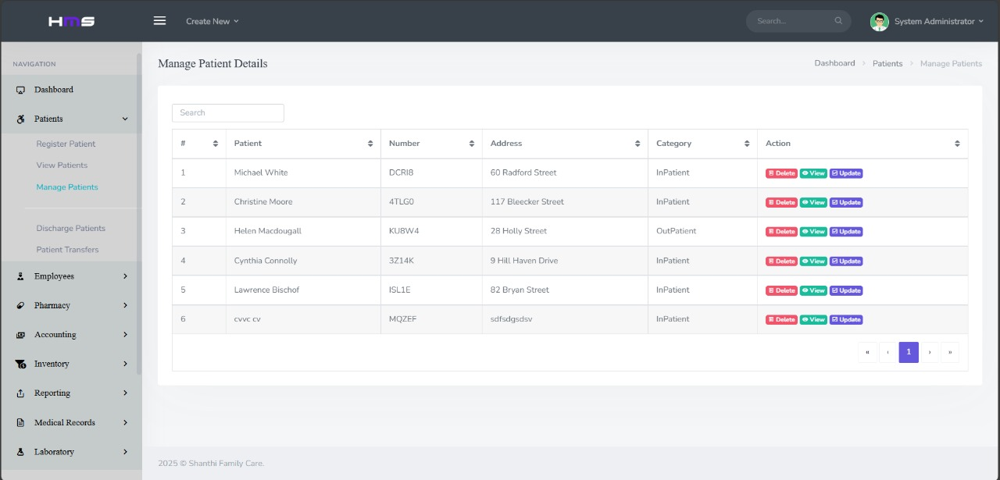 HMS
Create New
Search...
System Administrator
NAVIGATION
Dashboard
Patients
Register Patient
View Patients
Manage Patients
Discharge Patients
Patient Transfers
Employees
Pharmacy
Accounting
Inventory
Reporting
Medical Records
Laboratory
Manage Patient Details
Dashboard > Patients > Manage Patients
Search
# Patient Number Address Category Action
1 Michael White DCRI8 60 Radford Street InPatient Delete View Update
2 Christine Moore 4TLG0 117 Bleecker Street InPatient Delete View Update
3 Helen Macdougall KU8W4 28 Holly Street OutPatient Delete View Update
4 Cynthia Connolly 3Z14K 9 Hill Haven Drive InPatient Delete View Update
5 Lawrence Bischof ISL1E 82 Bryan Street InPatient Delete View Update
6 cvvc cv MQZEF sdfsdgsdsv InPatient Delete View Update
« ‹ 1 › »
2025 © Shanthi Family Care.